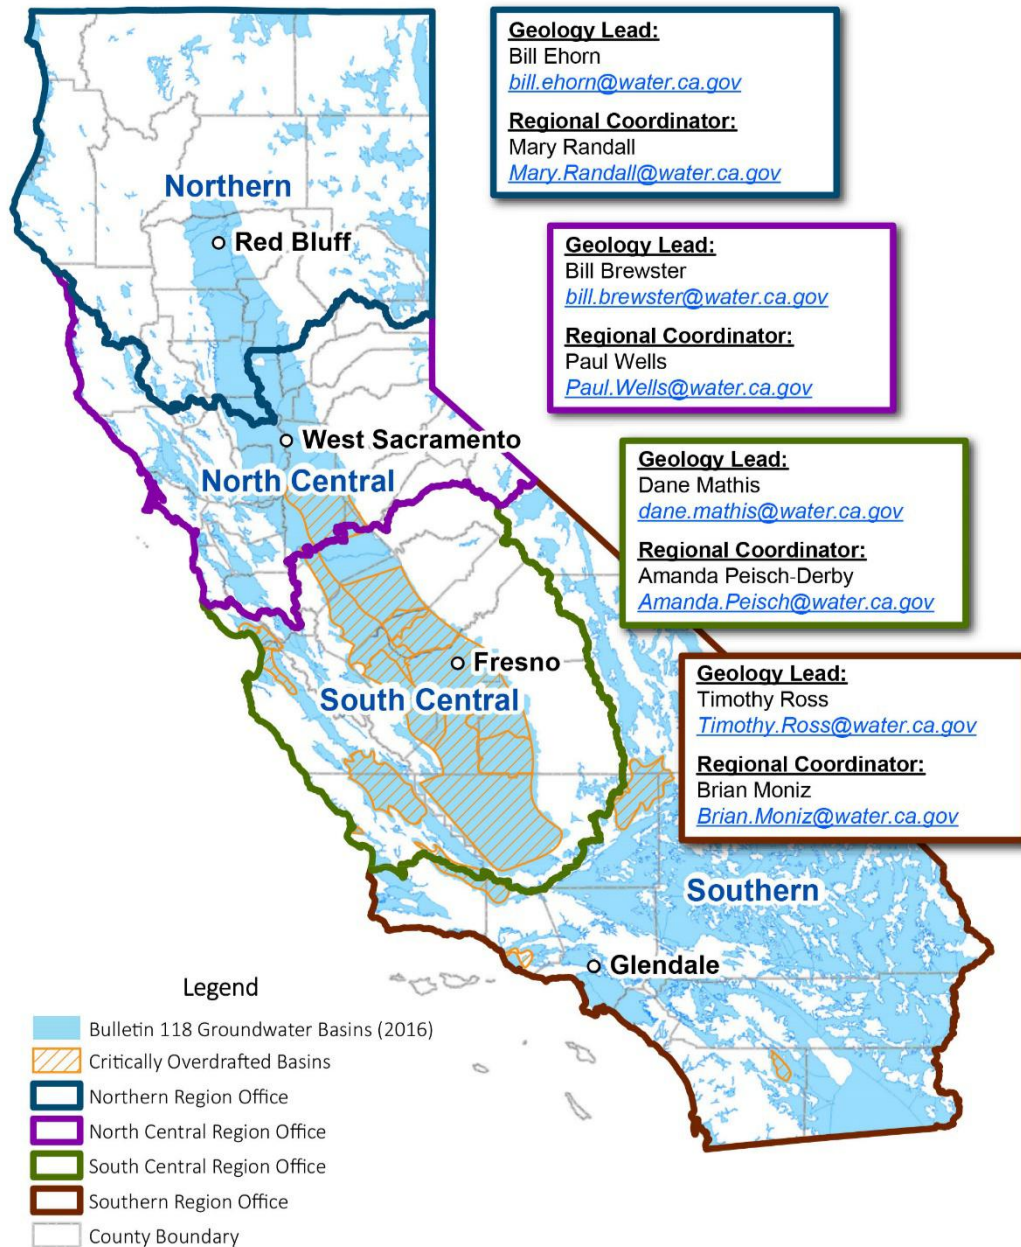 Geology Lead:
Bill Ehorn
bill.ehorn@water.ca.gov
Regional Coordinator:
Mary Randall
Mary.Randall@water.ca.gov
Northern
Red Bluff
Geology Lead:
Bill Brewster
bill.brewster@water.ca.gov
Regional Coordinator:
Paul Wells
Paul.Wells@water.ca.gov
West Sacramento
North Central
Geology Lead:
Dane Mathis
dane.mathis@water.ca.gov
Regional Coordinator:
Amanda Peisch-Derby
Amanda.Peisch@water.ca.gov
Fresno
South Central
Geology Lead:
Timothy Ross
Timothy.Ross@water.ca.gov
Regional Coordinator:
Brian Moniz
Brian.Moniz@water.ca.gov
Southern
Glendale
Legend
Bulletin 118 Groundwater Basins (2016)
Critically Overdrafted Basins
Northern Region Office
North Central Region Office
South Central Region Office
Southern Region Office
County Boundary